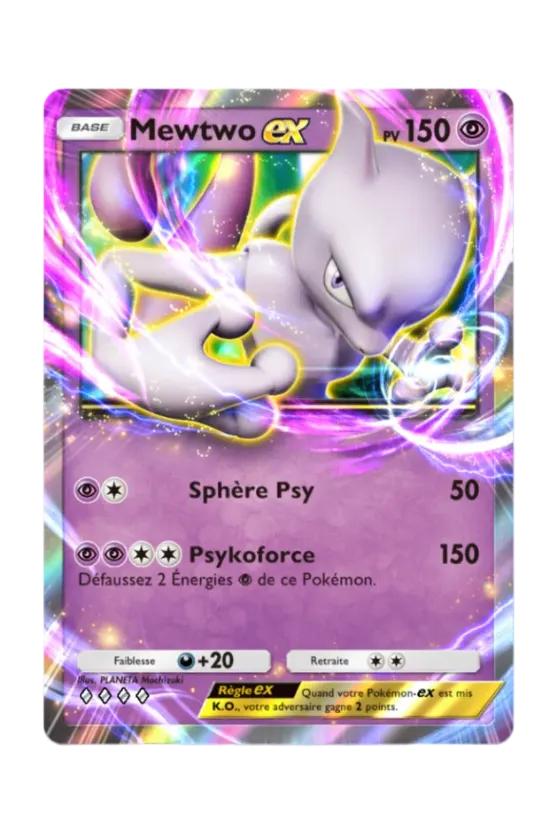 BASE Mewtwo ex PV 150
Sphère Psy 50
Psykoforce 150
Défaussez 2 Énergies de ce Pokémon.
Faiblesse +20 Retraite
Illus. PLANETA Mochizuki
Règle ex Quand votre Pokémon-ex est mis
K.O., votre adversaire gagne 2 points.